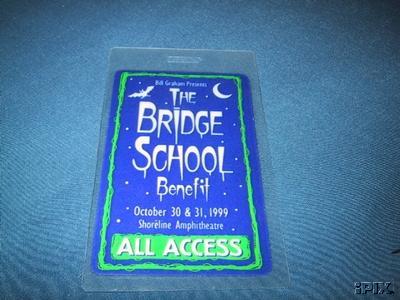 Bill Graham Presents
THE
BRIDGE
SCHOOL
Benefit
October 30 & 31, 1999
Shoreline Amphitheatre
ALL ACCESS
iPIX